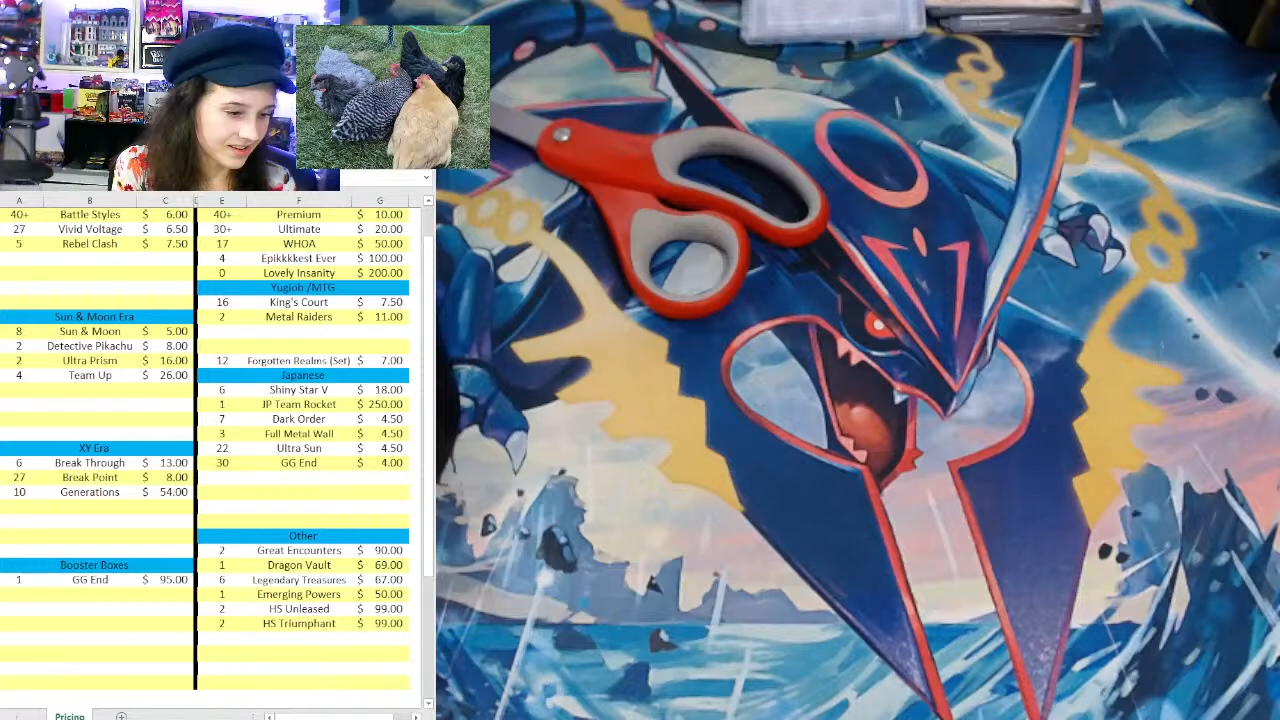 A B C E F G
40+ Battle Styles $ 6.00 40+ Premium $ 10.00
27 Vivid Voltage $ 6.50 30+ Ultimate $ 20.00
5 Rebel Clash $ 7.50 17 WHOA $ 50.00
4 Epikkkkest Ever $ 100.00
0 Lovely Insanity $ 200.00
Yugioh /MTG
16 King's Court $ 7.50
Sun & Moon Era 2 Metal Raiders $ 11.00
8 Sun & Moon $ 5.00
2 Detective Pikachu $ 8.00
2 Ultra Prism $ 16.00 12 Forgotten Realms (Set) $ 7.00
4 Team Up $ 26.00 Japanese
6 Shiny Star V $ 18.00
1 JP Team Rocket $ 250.00
7 Dark Order $ 4.50
3 Full Metal Wall $ 4.50
XY Era 22 Ultra Sun $ 4.50
6 Break Through $ 13.00 30 GG End $ 4.00
27 Break Point $ 8.00
10 Generations $ 54.00
Other
2 Great Encounters $ 90.00
Booster Boxes 1 Dragon Vault $ 69.00
1 GG End $ 95.00 6 Legendary Treasures $ 67.00
1 Emerging Powers $ 50.00
2 HS Unleased $ 99.00
2 HS Triumphant $ 99.00
Pricing